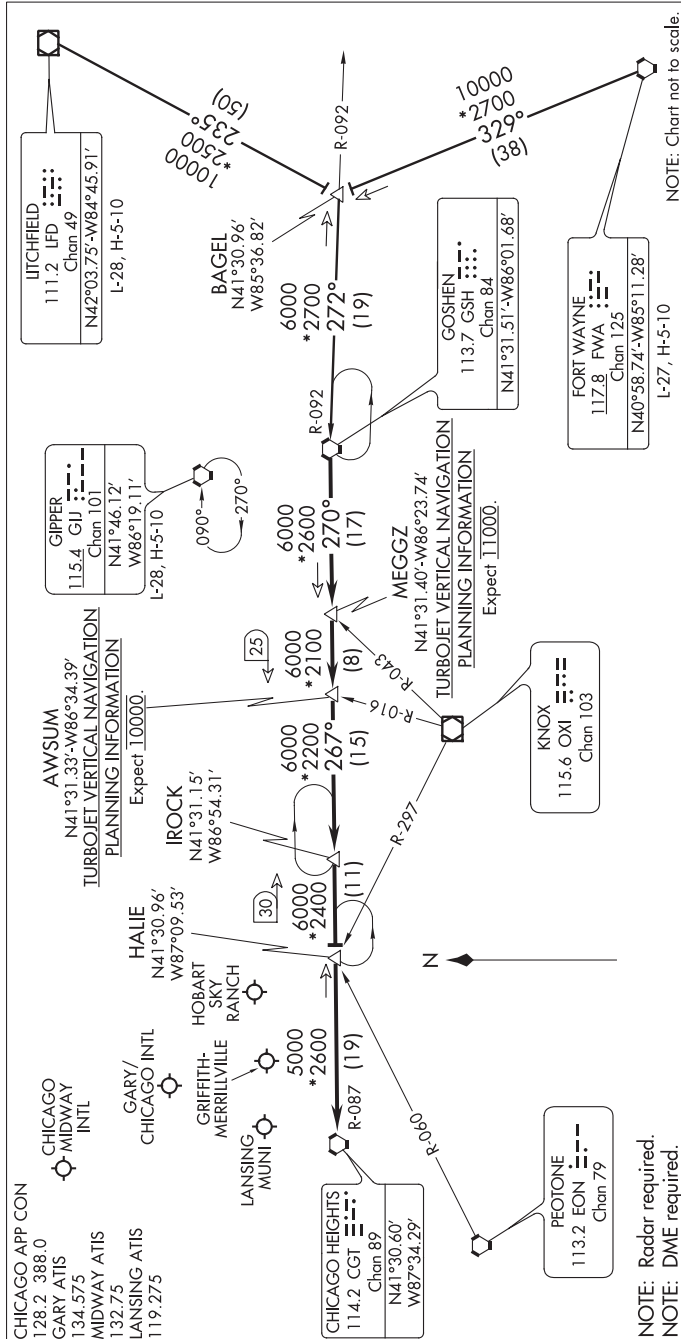 CHICAGO APP CON
128.2 388.0
GARY ATIS
134.575
MIDWAY ATIS
132.75
LANSING ATIS
119.275
CHICAGO
MIDWAY
INTL
GARY/
CHICAGO INTL
GRIFFITH-
MERRILLVILLE
LANSING
MUNI
HOBART
SKY
RANCH
CHICAGO HEIGHTS
114.2 CGT
Chan 89
N41°30.60'
W87°34.29'
R-087
5000
*2600
(19)
HALIE
N41°30.96'
W87°09.53'
30
6000
*2400
(11)
IROCK
N41°31.15'
W86°54.31'
6000
*2200
267°
(15)
AWSUM
N41°31.33'-W86°34.39'
TURBOJET VERTICAL NAVIGATION
PLANNING INFORMATION
Expect 10000.
25
6000
*2100
(8)
MEGGZ
N41°31.40'-W86°23.74'
TURBOJET VERTICAL NAVIGATION
PLANNING INFORMATION
Expect 11000.
6000
*2600
270°
(17)
GIPPER
115.4 GIJ
Chan 101
N41°46.12'
W86°19.11'
L-28, H-5-10
090°
270°
GOSHEN
113.7 GSH
Chan 84
N41°31.51'-W86°01.68'
R-092
6000
*2700
272°
(19)
BAGEL
N41°30.96'
W85°36.82'
R-092
LITCHFIELD
111.2 LFD
Chan 49
N42°03.75'-W84°45.91'
L-28, H-5-10
10000
*2500
235°
(50)
10000
*2700
329°
(38)
FORT WAYNE
117.8 FWA
Chan 125
N40°58.74'-W85°11.28'
L-27, H-5-10
KNOX
115.6 OXI
Chan 103
R-043
R-016
R-297
N
R-060
PEOTONE
113.2 EON
Chan 79
NOTE: Radar required.
NOTE: DME required.
NOTE: Chart not to scale.